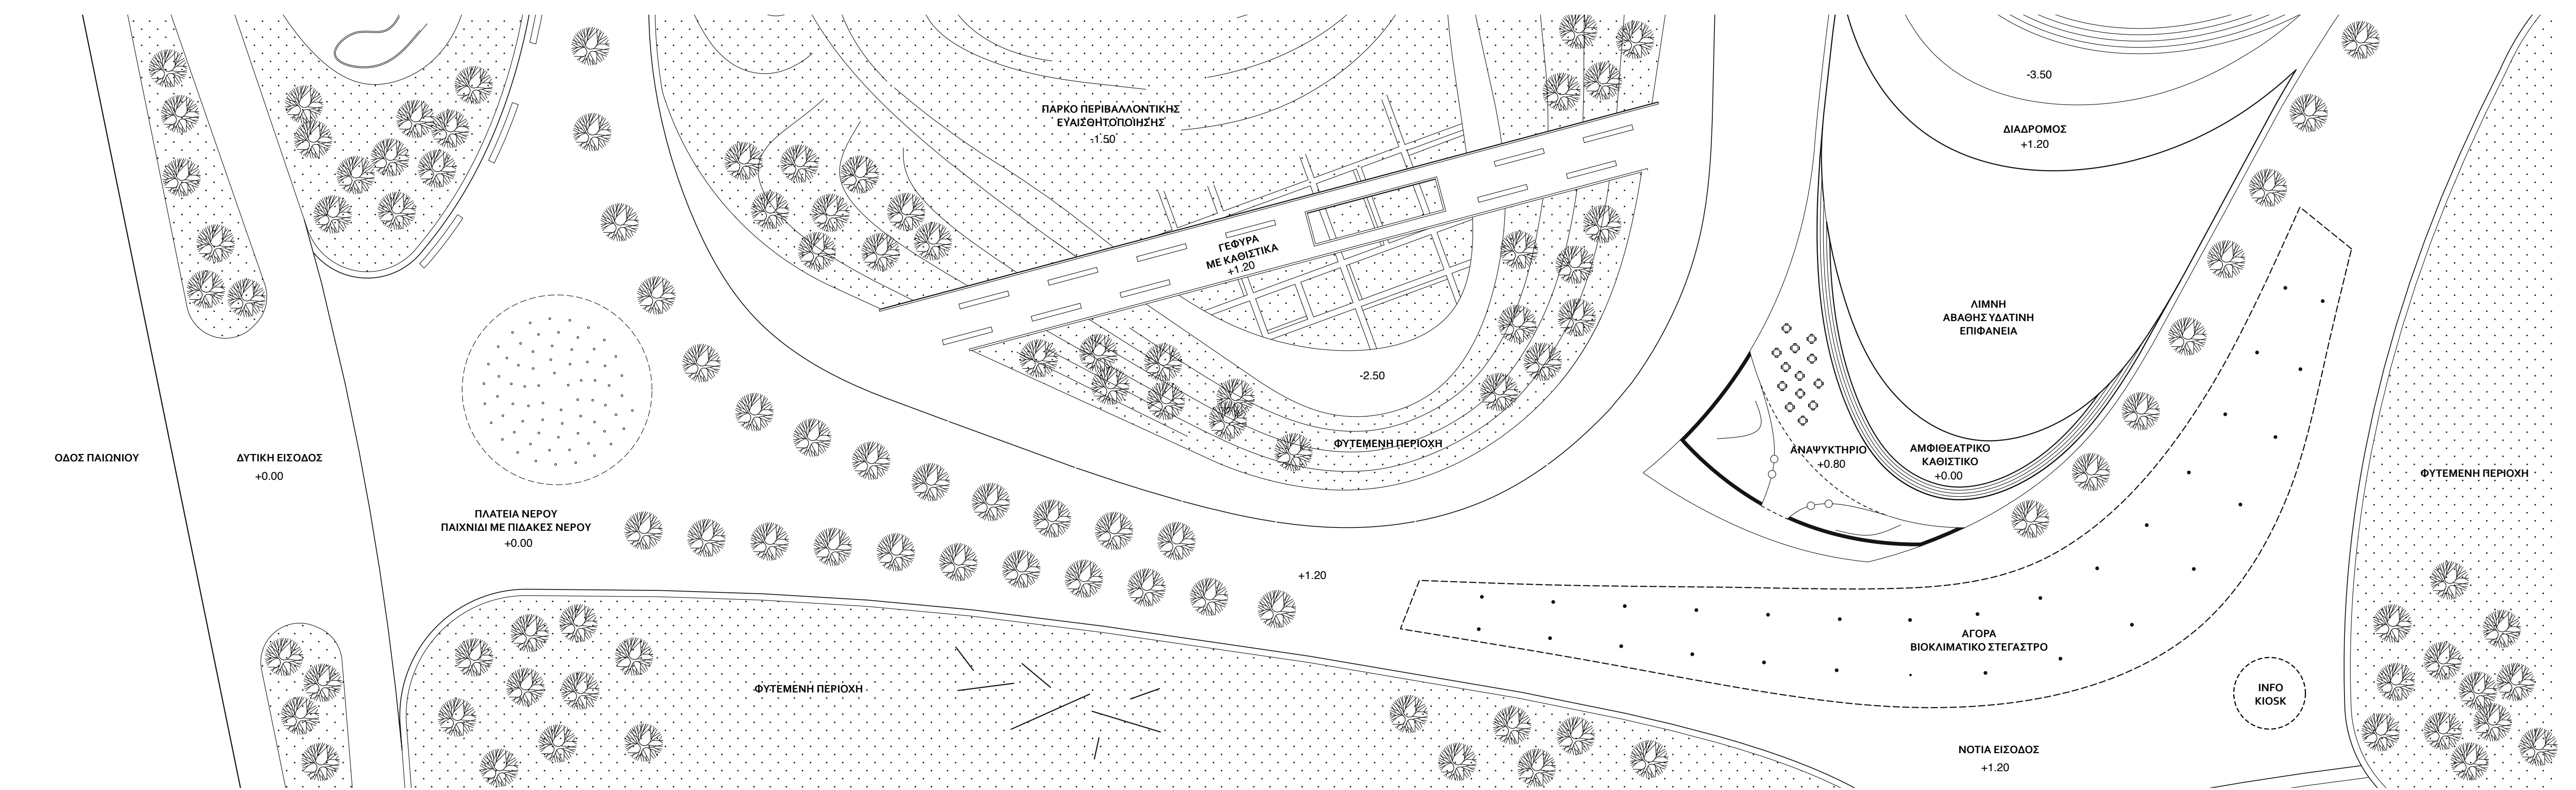 ΟΔΟΣ ΠΑΙΩΝΙΟΥ
ΔΥΤΙΚΗ ΕΙΣΟΔΟΣ
+0.00
ΠΛΑΤΕΙΑ ΝΕΡΟΥ
ΠΑΙΧΝΙΔΙ ΜΕ ΠΙΔΑΚΕΣ ΝΕΡΟΥ
+0.00
ΦΥΤΕΜΕΝΗ ΠΕΡΙΟΧΗ
ΠΑΡΚΟ ΠΕΡΙΒΑΛΛΟΝΤΙΚΗΣ
ΕΥΑΙΣΘΗΤΟΠΟΙΗΣΗΣ
-1.50
ΓΕΦΥΡΑ
ΜΕ ΚΑΘΙΣΤΙΚΑ
+1.20
-2.50
ΦΥΤΕΜΕΝΗ ΠΕΡΙΟΧΗ
+1.20
-3.50
ΔΙΑΔΡΟΜΟΣ
+1.20
ΛΙΜΝΗ
ΑΒΑΘΗΣ ΥΔΑΤΙΝΗ
ΕΠΙΦΑΝΕΙΑ
ΑΝΑΨΥΚΤΗΡΙΟ
+0.80
ΑΜΦΙΘΕΑΤΡΙΚΟ
ΚΑΘΙΣΤΙΚΟ
+0.00
ΑΓΟΡΑ
ΒΙΟΚΛΙΜΑΤΙΚΟ ΣΤΕΓΑΣΤΡΟ
INFO
KIOSK
ΝΟΤΙΑ ΕΙΣΟΔΟΣ
+1.20
ΦΥΤΕΜΕΝΗ ΠΕΡΙΟΧΗ